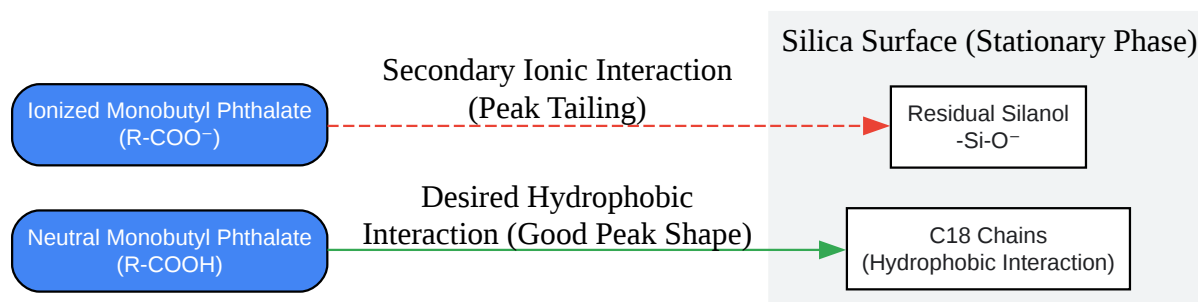 Silica Surface (Stationary Phase)
Secondary Ionic Interaction
(Peak Tailing)
Ionized Monobutyl Phthalate
(R-COO⁻)
Residual Silanol
-Si-O⁻
Desired Hydrophobic
Interaction (Good Peak Shape)
Neutral Monobutyl Phthalate
(R-COOH)
C18 Chains
(Hydrophobic Interaction)